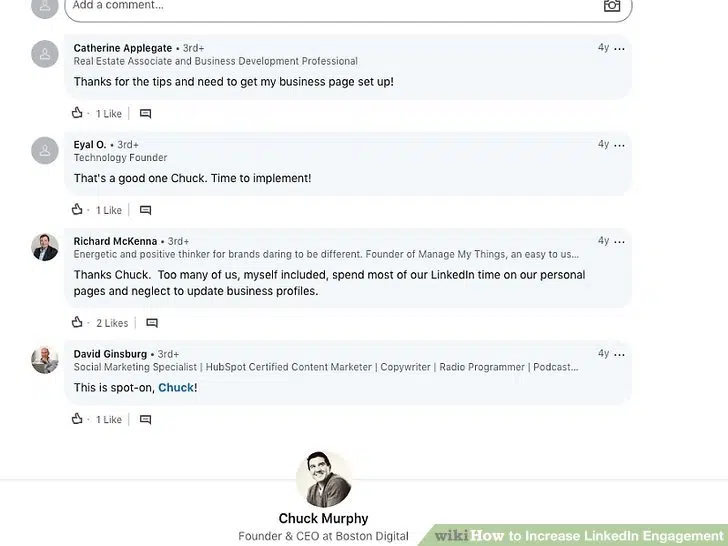 Add a comment...
Catherine Applegate • 3rd+
4y ...
Real Estate Associate and Business Development Professional
Thanks for the tips and need to get my business page set up!
1 Like
Eyal O. • 3rd+
4y ...
Technology Founder
That's a good one Chuck. Time to implement!
1 Like
Richard McKenna • 3rd+
4y ...
Energetic and positive thinker for brands daring to be different. Founder of Manage My Things, an easy to us...
Thanks Chuck. Too many of us, myself included, spend most of our LinkedIn time on our personal
pages and neglect to update business profiles.
2 Likes
David Ginsburg • 3rd+
4y ...
Social Marketing Specialist | HubSpot Certified Content Marketer | Copywriter | Radio Programmer | Podcast...
This is spot-on, Chuck!
1 Like
Chuck Murphy
Founder & CEO at Boston Digital
wikiHow to Increase LinkedIn Engagement